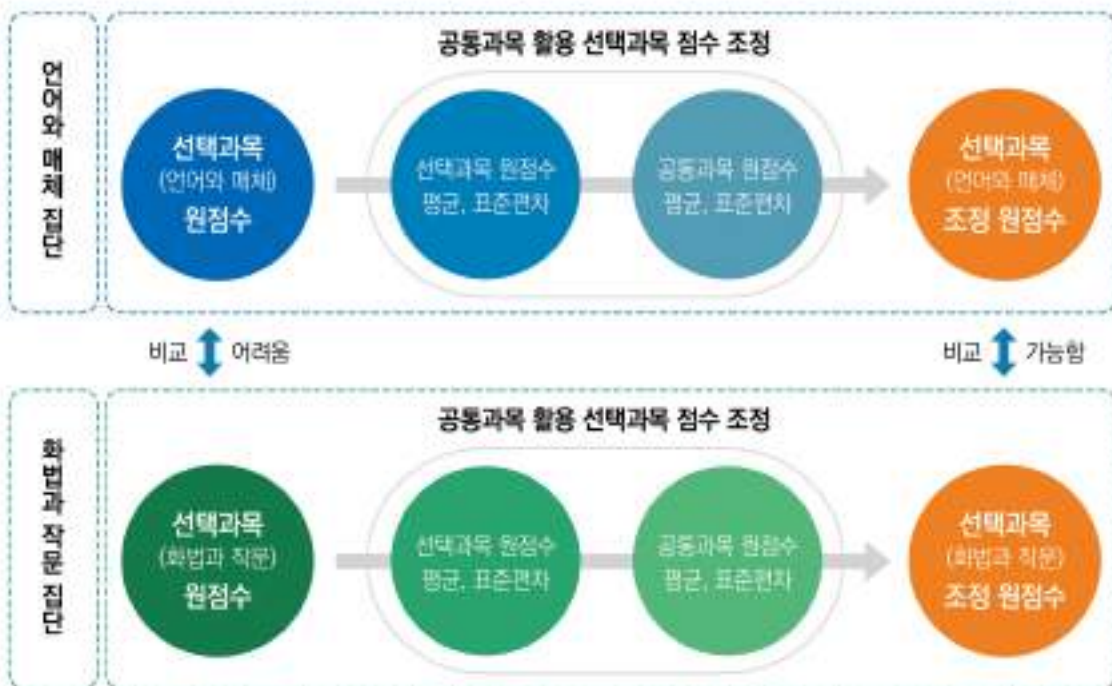 언어와 매체 집단
공통과목 활용 선택과목 점수 조정
선택과목
(언어와 매체)
원점수
선택과목 원점수
평균, 표준편차
공통과목 원점수
평균, 표준편차
선택과목
(언어와 매체)
조정 원점수
비교 어려움
비교 가능함
화법과 작문 집단
공통과목 활용 선택과목 점수 조정
선택과목
(화법과 작문)
원점수
선택과목 원점수
평균, 표준편차
공통과목 원점수
평균, 표준편차
선택과목
(화법과 작문)
조정 원점수